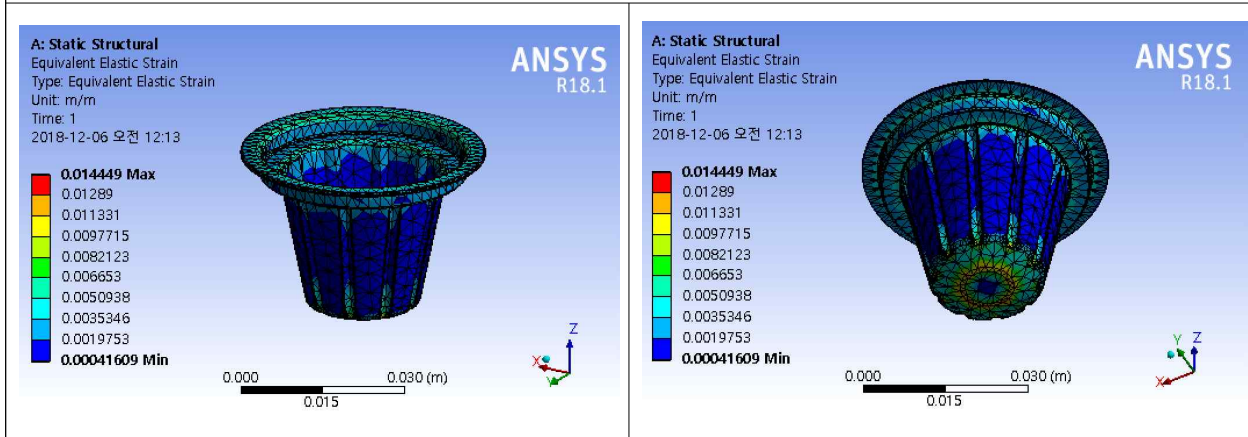 A: Static Structural
Equivalent Elastic Strain
Type: Equivalent Elastic Strain
Unit: m/m
Time: 1
2018-12-06 오전 12:13
ANSYS
R18.1
0.014449 Max
0.01289
0.011331
0.0097715
0.0082123
0.006653
0.0050938
0.0035346
0.0019753
0.00041609 Min
0.000
0.030 (m)
0.015
Z
X
Y
A: Static Structural
Equivalent Elastic Strain
Type: Equivalent Elastic Strain
Unit: m/m
Time: 1
2018-12-06 오전 12:13
ANSYS
R18.1
0.014449 Max
0.01289
0.011331
0.0097715
0.0082123
0.006653
0.0050938
0.0035346
0.0019753
0.00041609 Min
0.000
0.030 (m)
0.015
Y
Z
X